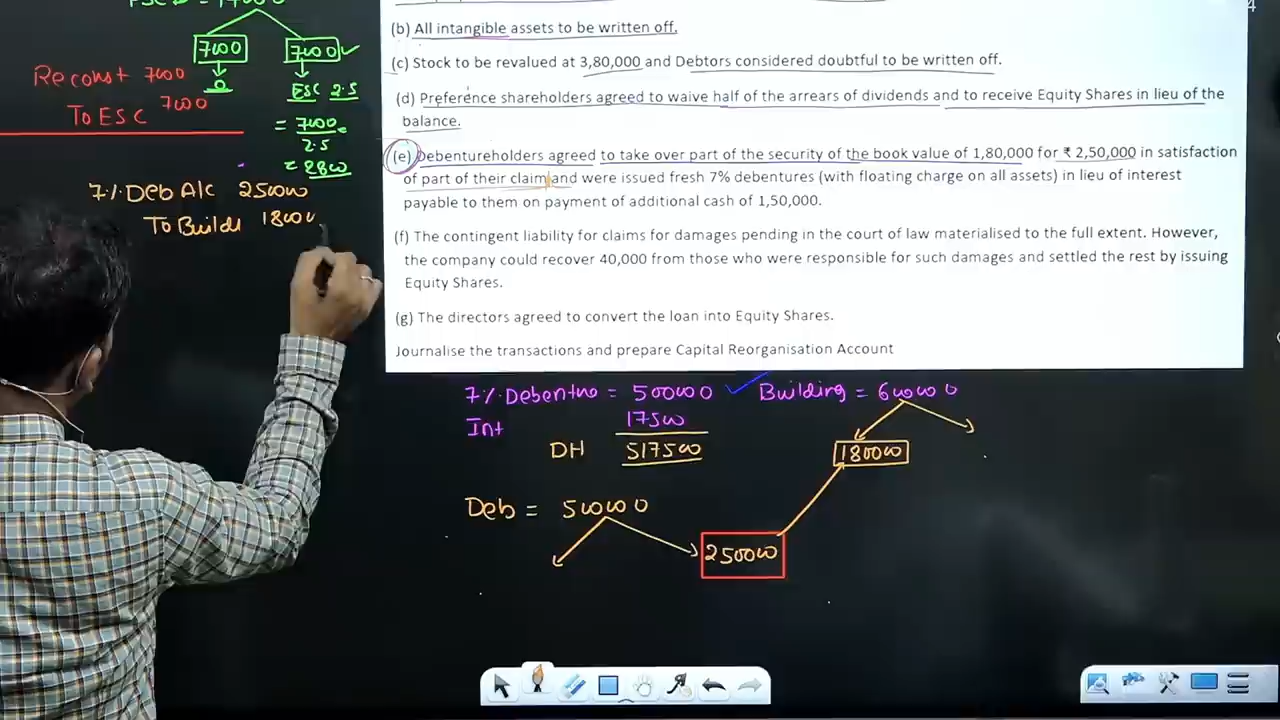 7000
7000
Reconst 7000
To ESC 7000
ESC 2.5
= 7000
2.5
= 2800
7% Deb A/c 250000
To Build 18000
4
(b) All intangible assets to be written off.
(c) Stock to be revalued at 3,80,000 and Debtors considered doubtful to be written off.
(d) Preference shareholders agreed to waive half of the arrears of dividends and to receive Equity Shares in lieu of the
balance.
(e) Debentureholders agreed to take over part of the security of the book value of 1,80,000 for ₹ 2,50,000 in satisfaction
of part of their claim and were issued fresh 7% debentures (with floating charge on all assets) in lieu of interest
payable to them on payment of additional cash of 1,50,000.
(f) The contingent liability for claims for damages pending in the court of law materialised to the full extent. However,
the company could recover 40,000 from those who were responsible for such damages and settled the rest by issuing
Equity Shares.
(g) The directors agreed to convert the loan into Equity Shares.
Journalise the transactions and prepare Capital Reorganisation Account
7% Debentue = 500000 Building = 600000
Int 17500
DH 517500
180000
Deb = 500000
250000